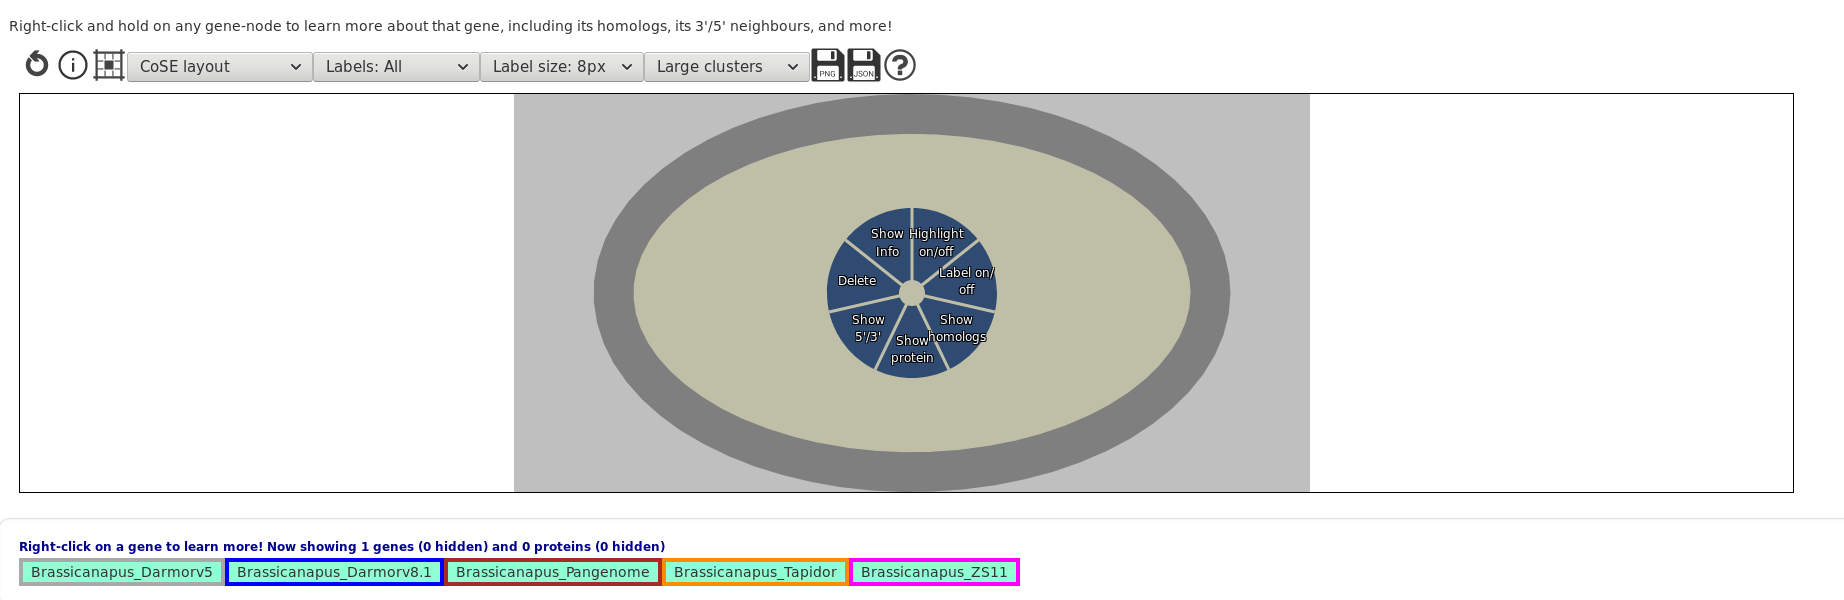 Right-click and hold on any gene-node to learn more about that gene, including its homologs, its 3'/5' neighbours, and more!
CoSE layout
Labels: All
Label size: 8px
Large clusters
PNG
JSON
Show
Info
Highlight
on/off
Delete
Label on/
off
Show
5'/3'
Show
protein
Show
homologs
Right-click on a gene to learn more! Now showing 1 genes (0 hidden) and 0 proteins (0 hidden)
Brassicanapus_Darmorv5
Brassicanapus_Darmorv8.1
Brassicanapus_Pangenome
Brassicanapus_Tapidor
Brassicanapus_ZS11